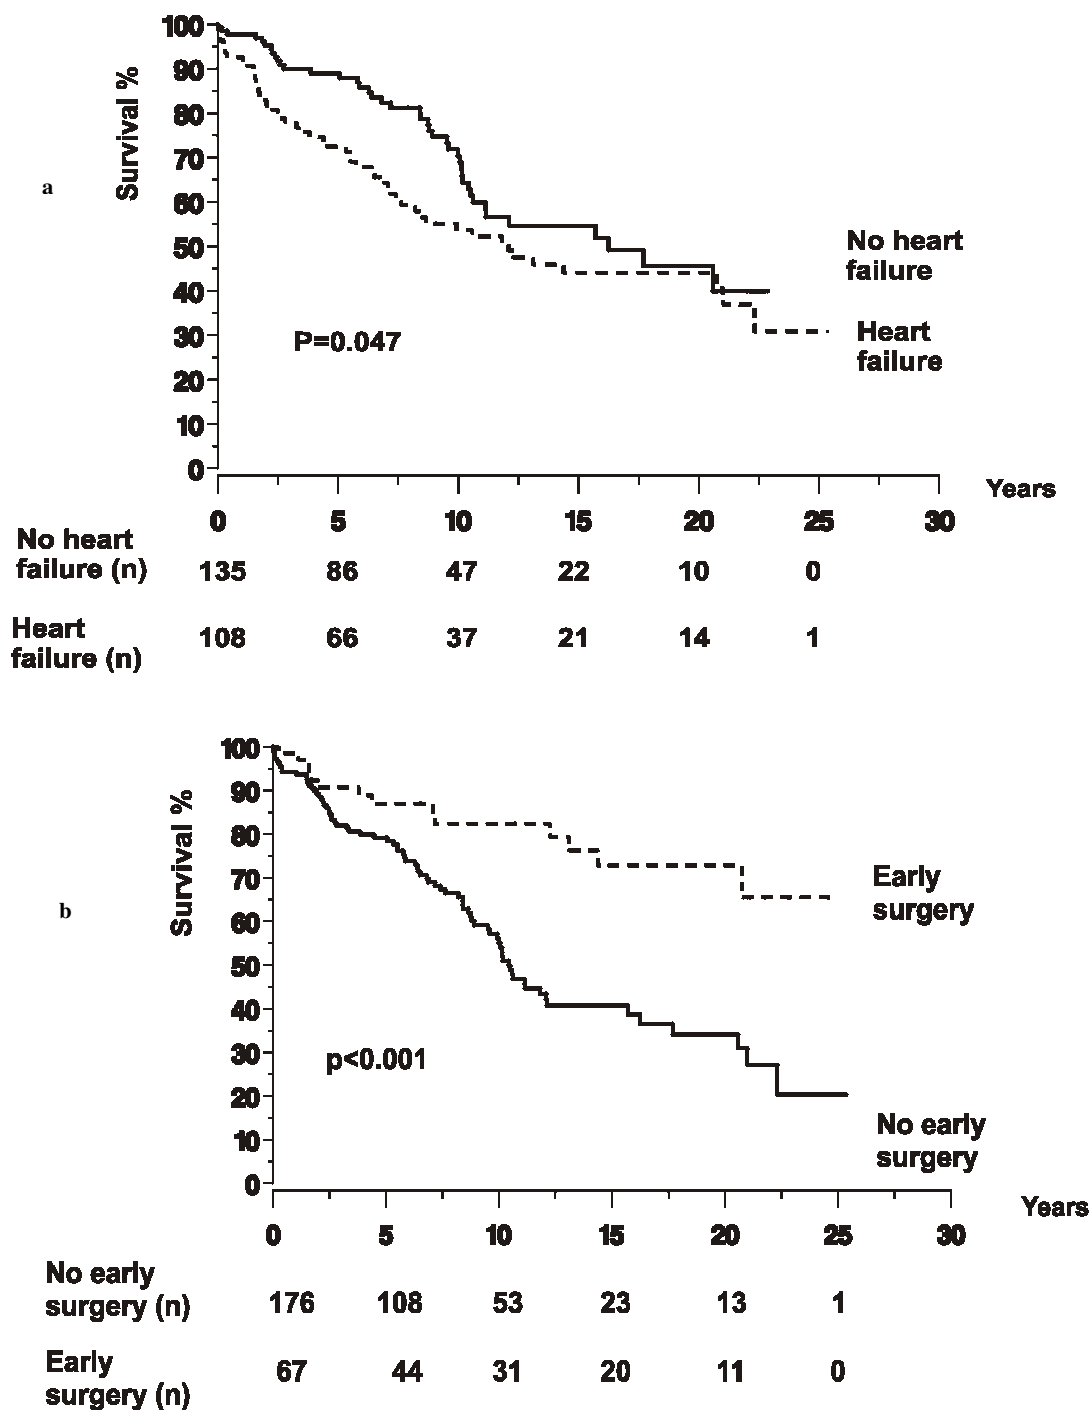 a
Survival %
100
90
80
70
60
50
40
30
20
10
0
No heart
failure
Heart
failure
P=0.047
0 5 10 15 20 25 30
Years
No heart
failure (n) 135 86 47 22 10 0
Heart
failure (n) 108 66 37 21 14 1
b
Survival %
100
90
80
70
60
50
40
30
20
10
0
Early
surgery
p<0.001
No early
surgery
0 5 10 15 20 25 30
Years
No early
surgery (n) 176 108 53 23 13 1
Early
surgery (n) 67 44 31 20 11 0